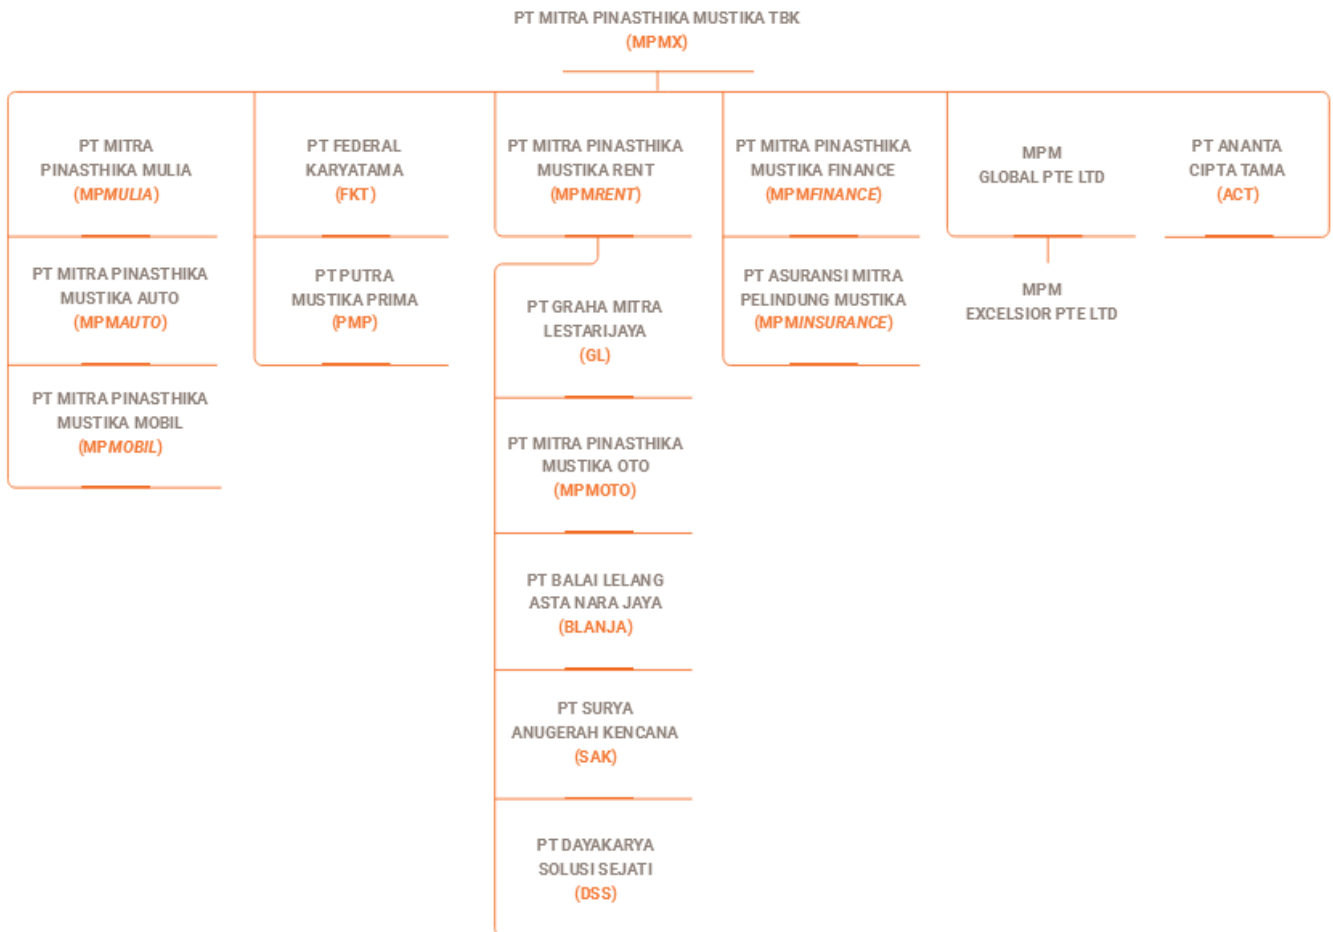 PT MITRA PINASTHIKA MUSTIKA TBK
(MPMX)
PT MITRA
PINASTHIKA MULIA
(MPMULIA)
PT FEDERAL
KARYATAMA
(FKT)
PT MITRA PINASTHIKA
MUSTIKA RENT
(MPMRENT)
PT MITRA PINASTHIKA
MUSTIKA FINANCE
(MPMFINANCE)
MPM
GLOBAL PTE LTD
PT ANANTA
CIPTA TAMA
(ACT)
PT MITRA PINASTHIKA
MUSTIKA AUTO
(MPMAUTO)
PT PUTRA
MUSTIKA PRIMA
(PMP)
PT GRAHA MITRA
LESTARIJAYA
(GL)
PT ASURANSI MITRA
PELINDUNG MUSTIKA
(MPMINSURANCE)
MPM
EXCELSIOR PTE LTD
PT MITRA PINASTHIKA
MUSTIKA MOBIL
(MPMOBIL)
PT MITRA PINASTHIKA
MUSTIKA OTO
(MPMOTO)
PT BALAI LELANG
ASTA NARA JAYA
(BLANJA)
PT SURYA
ANUGERAH KENCANA
(SAK)
PT DAYAKARYA
SOLUSI SEJATI
(DSS)